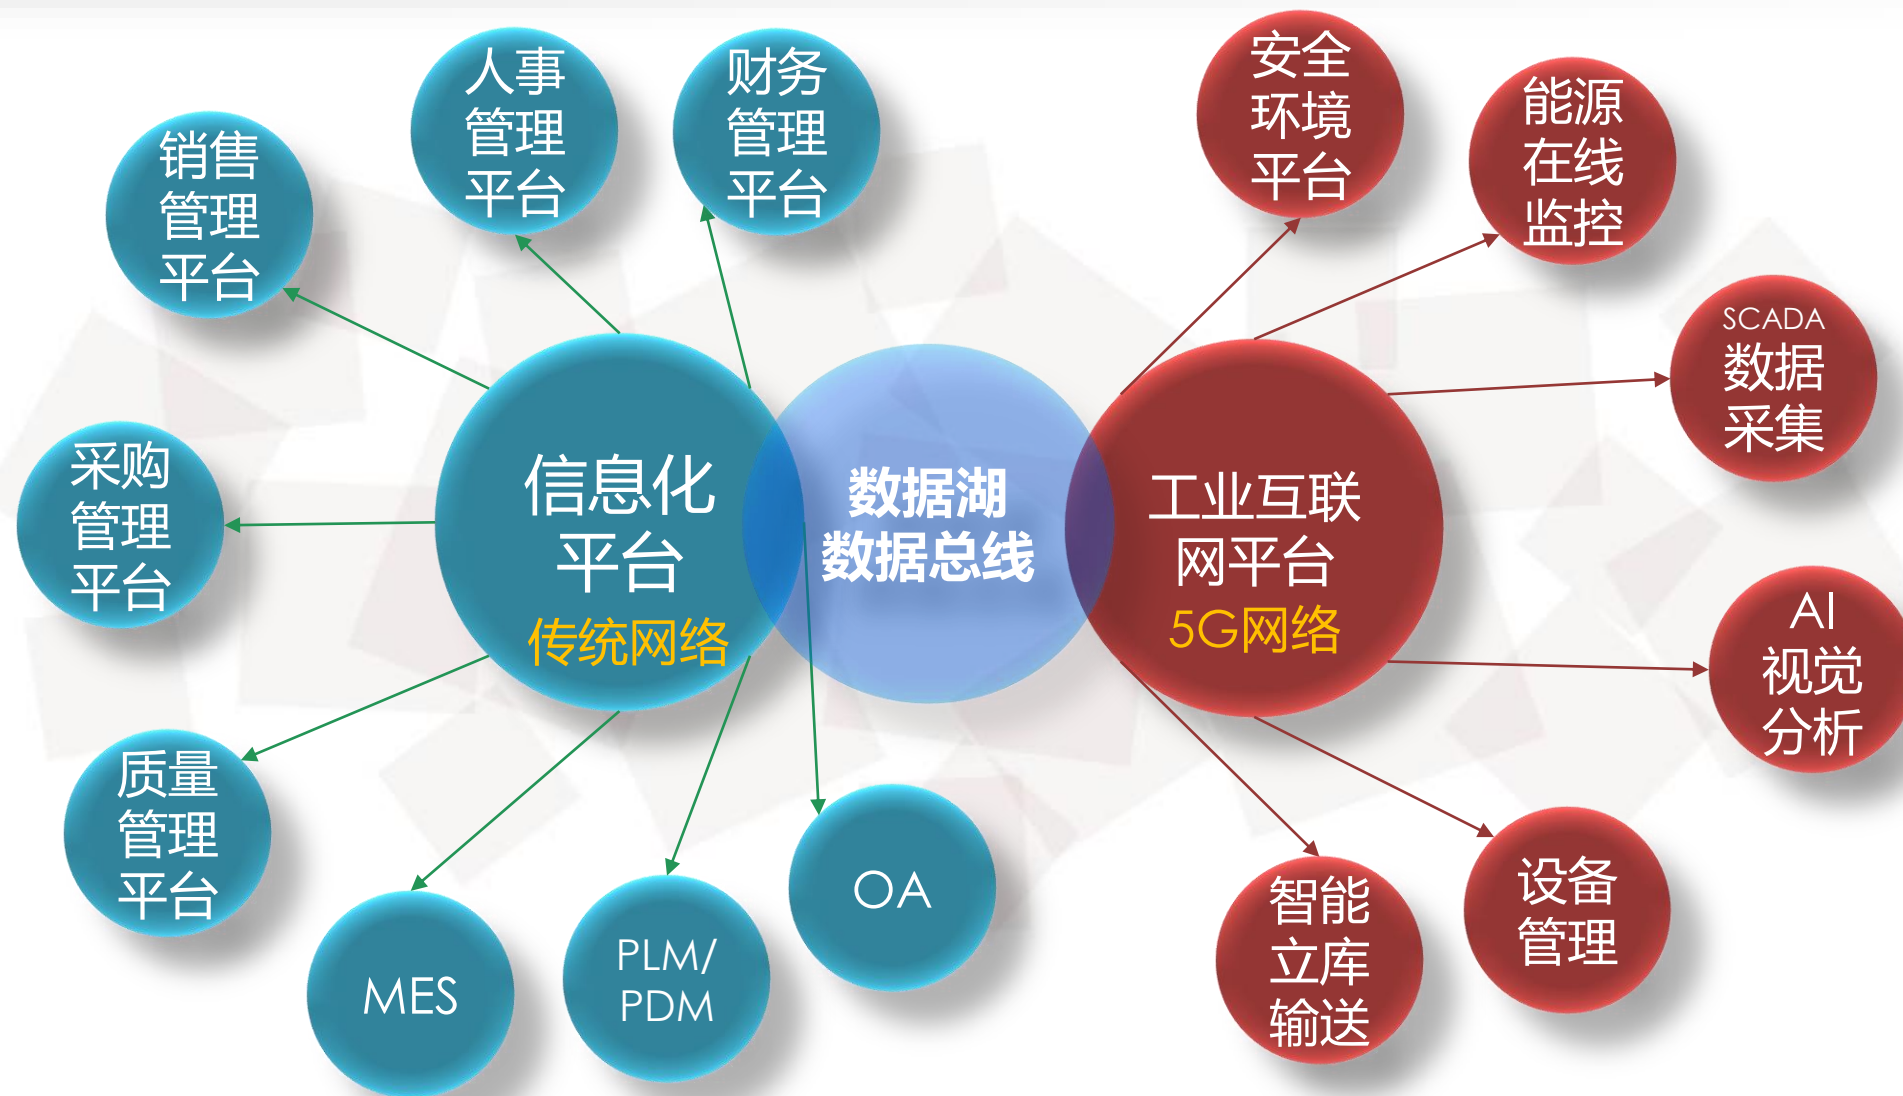 人事
管理
平台
财务
管理
平台
安全
环境
平台
能源
在线
监控
销售
管理
平台
SCADA
数据
采集
采购
管理
平台
信息化
平台
传统网络
数据湖
数据总线
工业互联
网平台
5G网络
AI
视觉
分析
质量
管理
平台
MES
PLM/
PDM
OA
智能
立库
输送
设备
管理